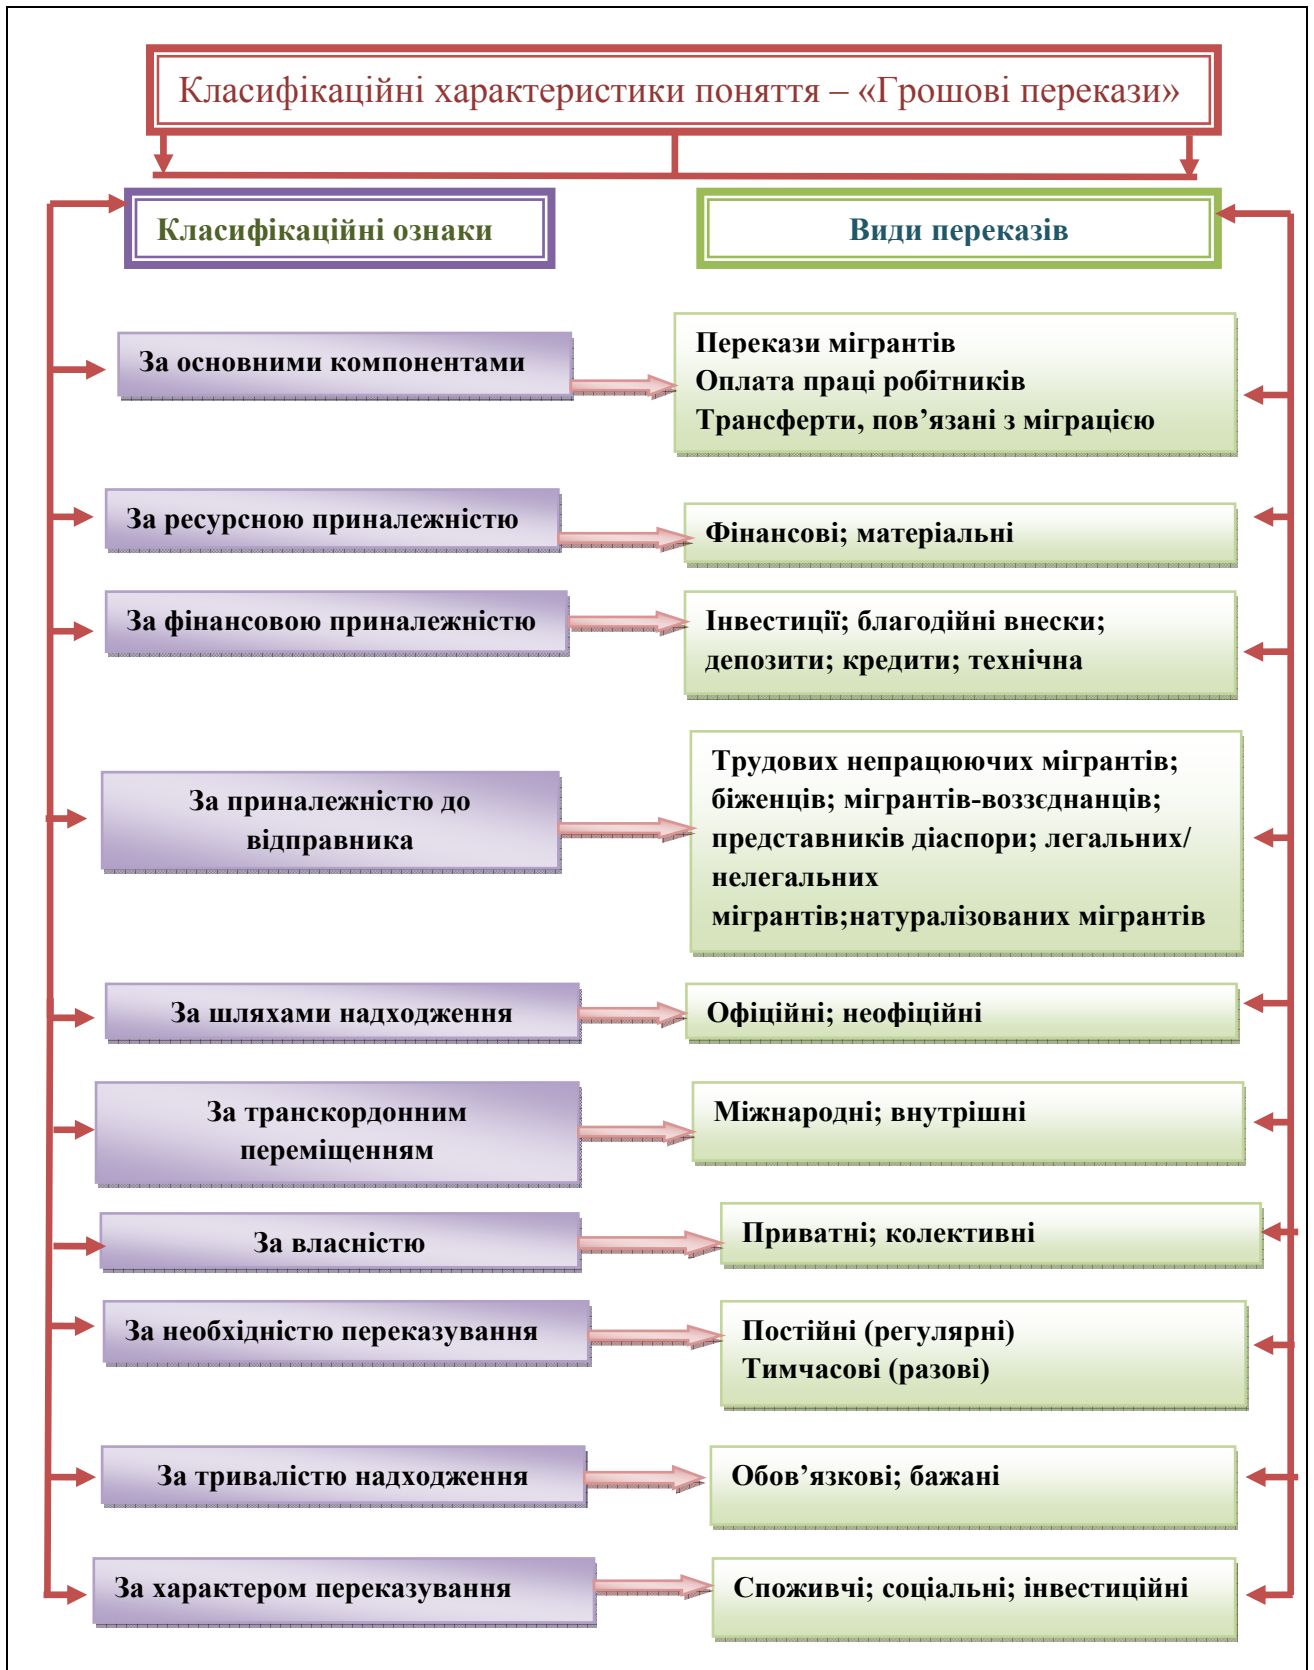 Класифікаційні характеристики поняття – «Грошові перекази»
Класифікаційні ознаки
Види переказів
За основними компонентами
Перекази мігрантів
Оплата праці робітників
Трансферти, пов’язані з міграцією
За ресурсною приналежністю
Фінансові; матеріальні
За фінансовою приналежністю
Інвестиції; благодійні внески;
депозити; кредити; технічна
За приналежністю до
відправника
Трудових непрацюючих мігрантів;
біженців; мігрантів-воззєднанців;
представників діаспори; легальних/
нелегальних
мігрантів;натуралізованих мігрантів
За шляхами надходження
Офіційні; неофіційні
За транскордонним
переміщенням
Міжнародні; внутрішні
За власністю
Приватні; колективні
За необхідністю переказування
Постійні (регулярні)
Тимчасові (разові)
За тривалістю надходження
Обов’язкові; бажані
За характером переказування
Споживчі; соціальні; інвестиційні